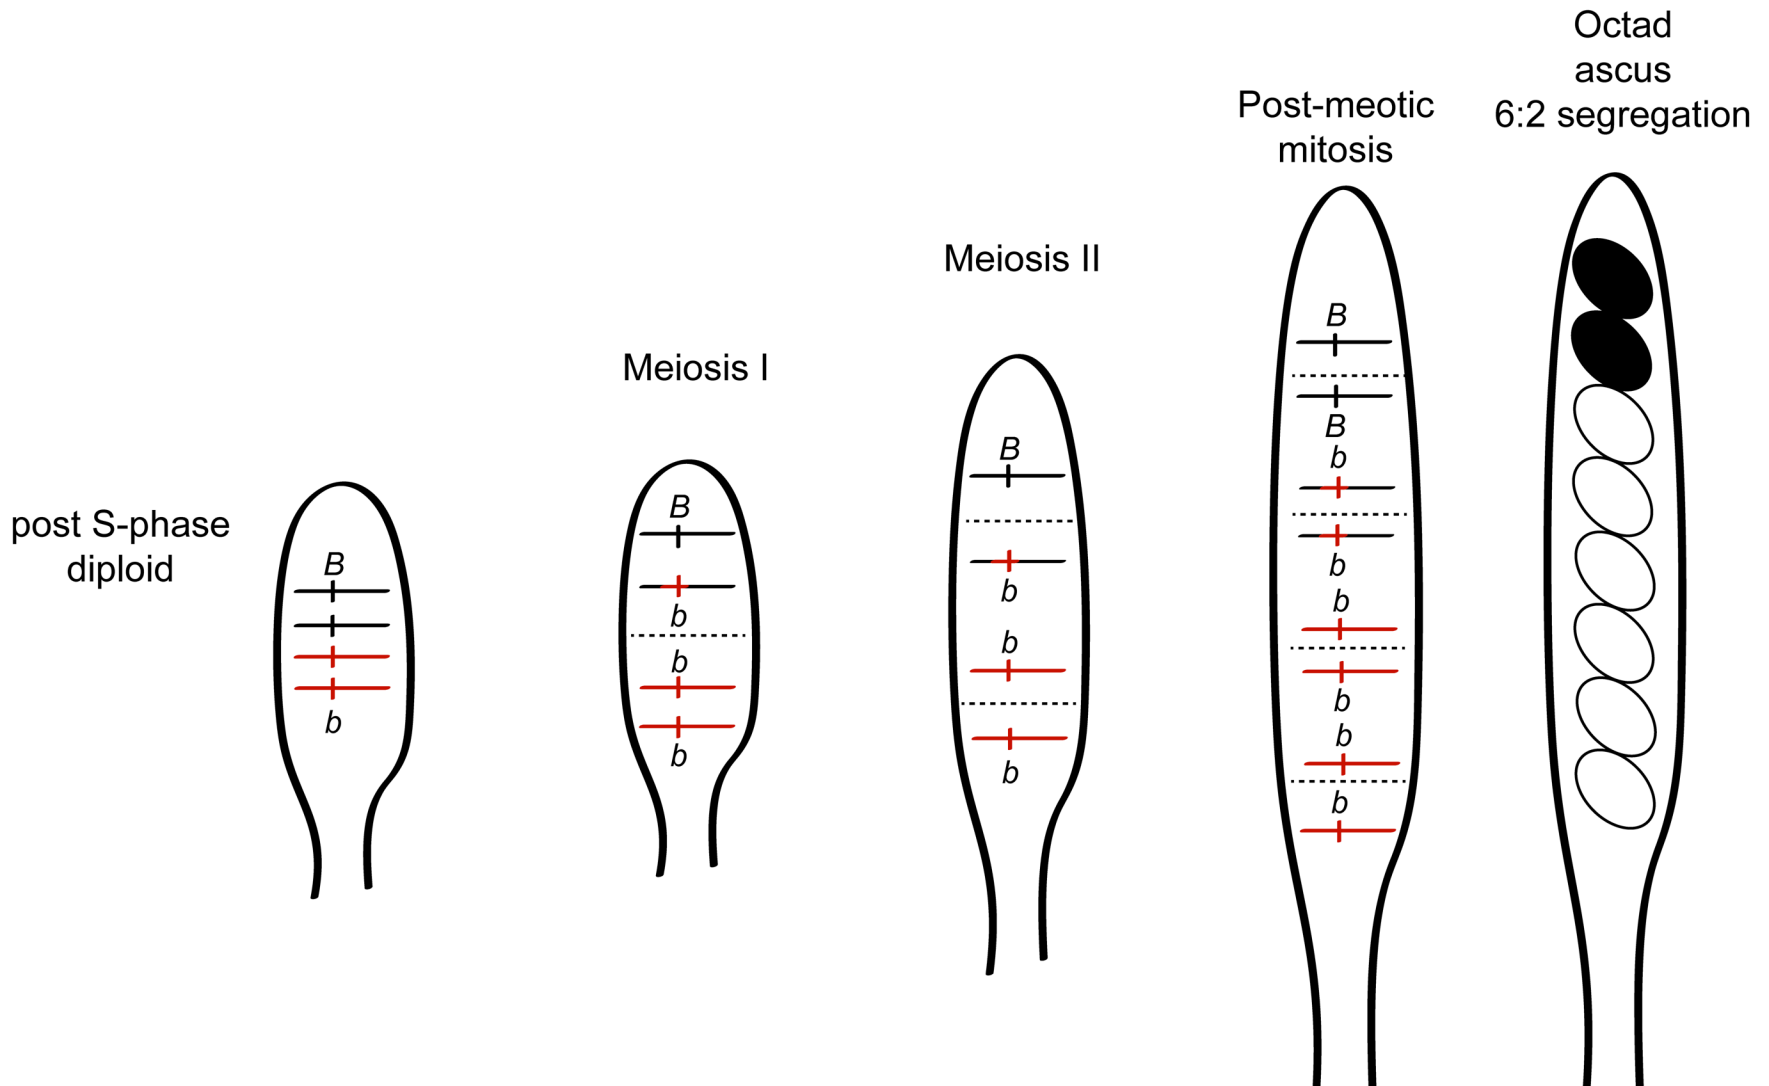 post S-phase
diploid
B
b
Meiosis I
B
b
b
b
Meiosis II
B
b
b
b
Post-meotic
mitosis
B
B
b
b
b
b
b
b
Octad
ascus
6:2 segregation